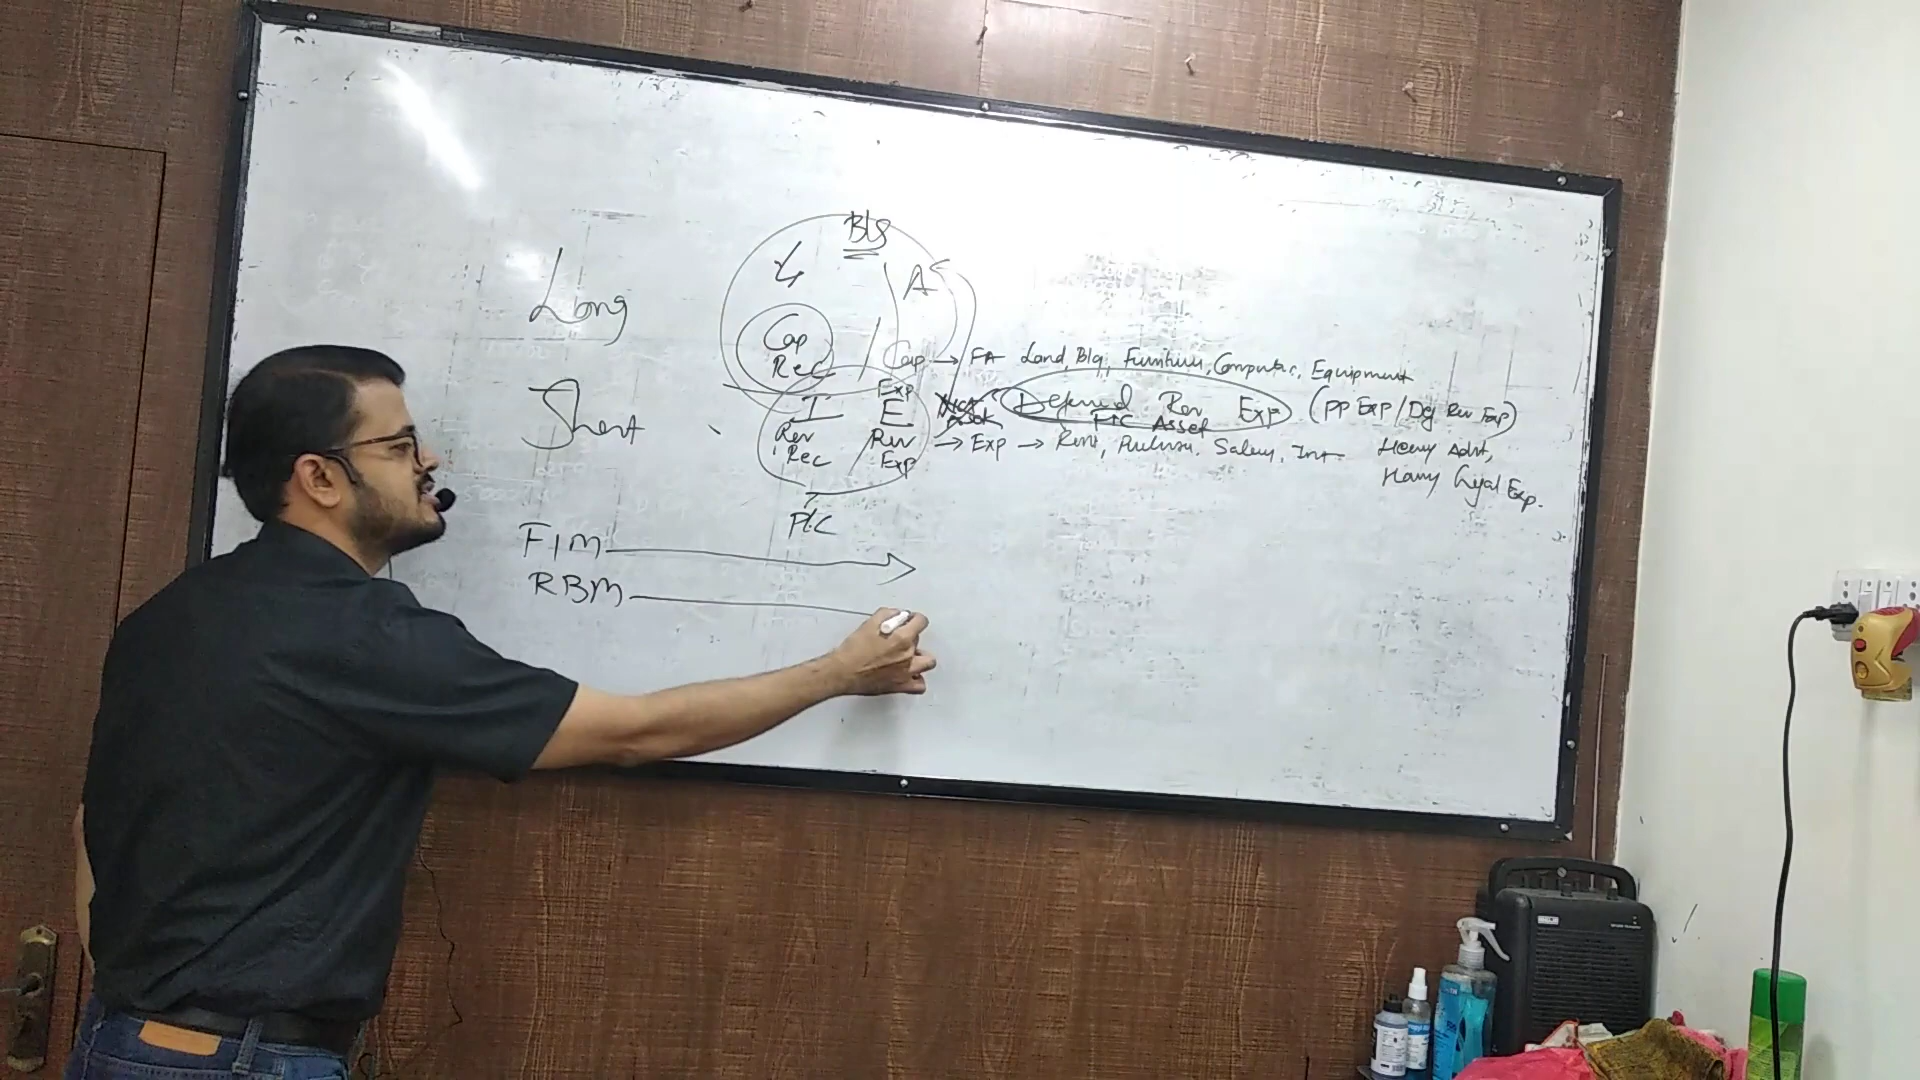 B/S
Long
L
A
Cap
Rec
Cap → FA Land, Blg, Furniture, Computer, Equipment
Exp
Short
I
E
Deferred Rev Exp (PP Exp/Def Rev Exp)
FIC Asset
Rev
Rec
Rev
Exp
→ Exp → Rent, Salary, Int
Heavy Advt,
Heavy Legal Exp.
P/L
FIM
RBM